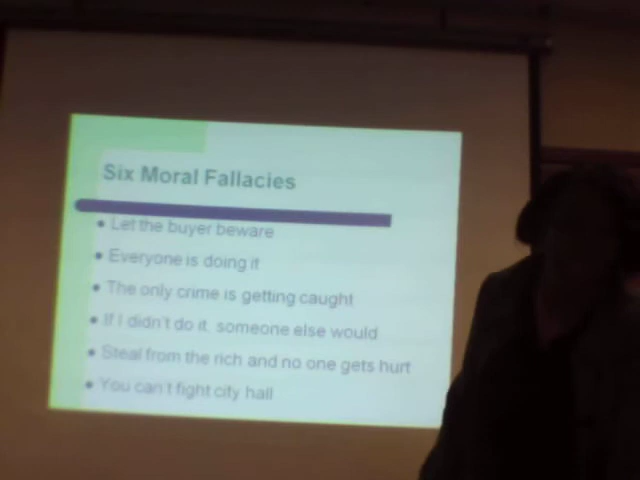 Six Moral Fallacies
• Let the buyer beware
• Everyone is doing it
• The only crime is getting caught
• If I didn't do it, someone else would
• Steal from the rich and no one gets hurt
• You can't fight city hall